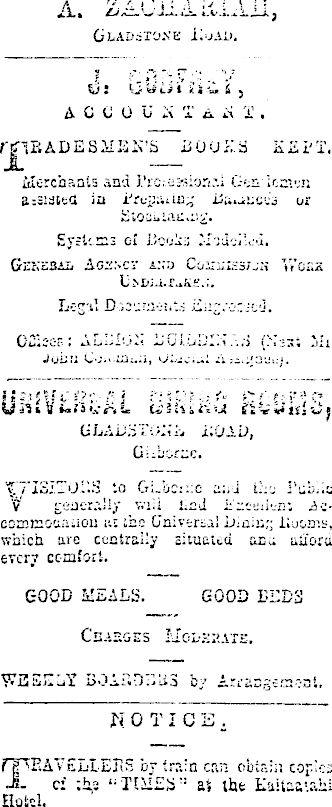 A. ZACHARIAH,
GLADSTONE ROAD.
J. GODFREY,
ACCOUNTANT.
TRADESMEN'S BOOKS KEPT.
Merchants and Professional Gentlemen
assisted in Preparing Balances or
Stocktaking.
Systems of Books Modelled.
GENERAL AGENCY AND COMMISSION WORK
UNDERTAKEN.
Legal Documents Engrossed.
Offices: ALBION BUILDINGS (Next Mr
John Coleman, Official Assignee).
UNIVERSAL DINING ROOMS,
GLADSTONE ROAD,
Gisborne.
VISITORS to Gisborne and the Public
generally will find Excellent Ac-
commodation at the Universal Dining Rooms,
which are centrally situated and afford
every comfort.
GOOD MEALS. GOOD BEDS
CHARGES MODERATE.
WEEKLY BOARDERS by Arrangement.
NOTICE.
TRAVELLERS by train can obtain copies
of the "TIMES" at the Kaitaratahi
Hotel.